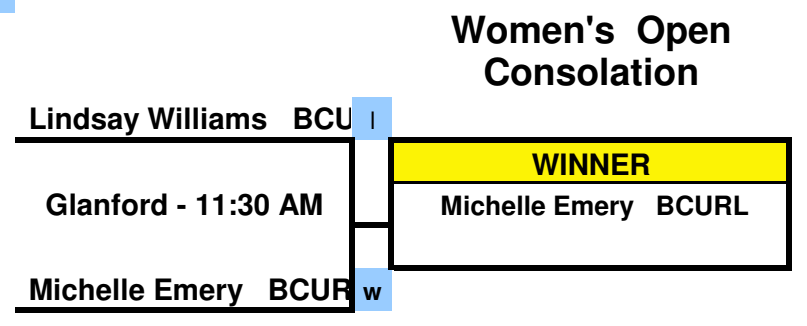 Women's Open
Consolation
Lindsay Williams BCU l
WINNER
Glanford - 11:30 AM
Michelle Emery BCURL
Michelle Emery BCUR w